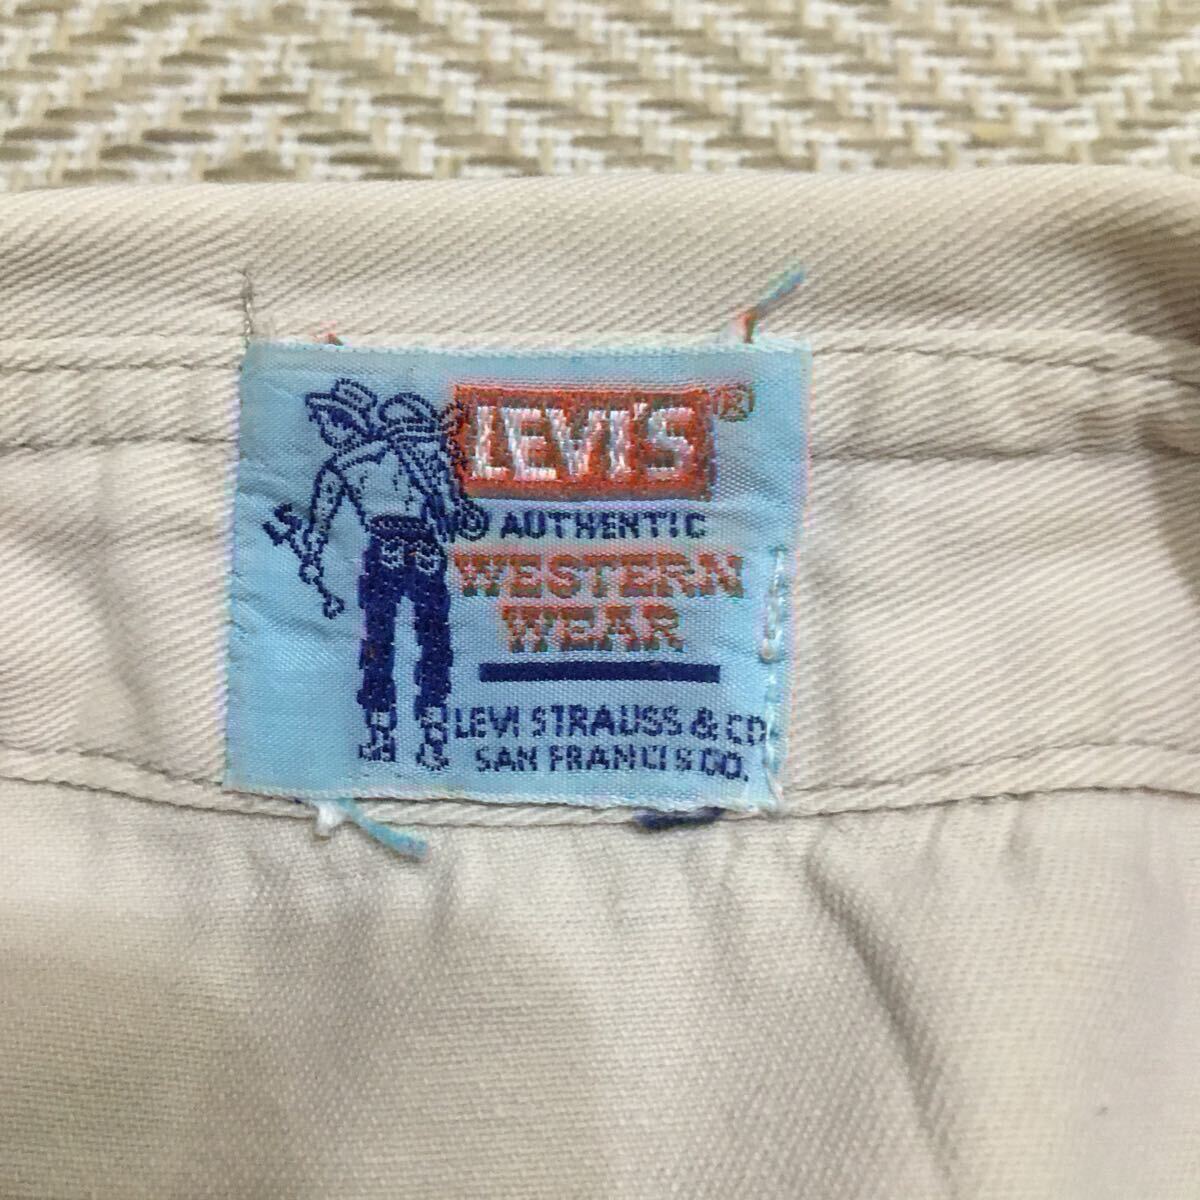 LEVI'S®
AUTHENTIC
WESTERN
WEAR
LEVI STRAUSS & CO
SAN FRANCISCO.